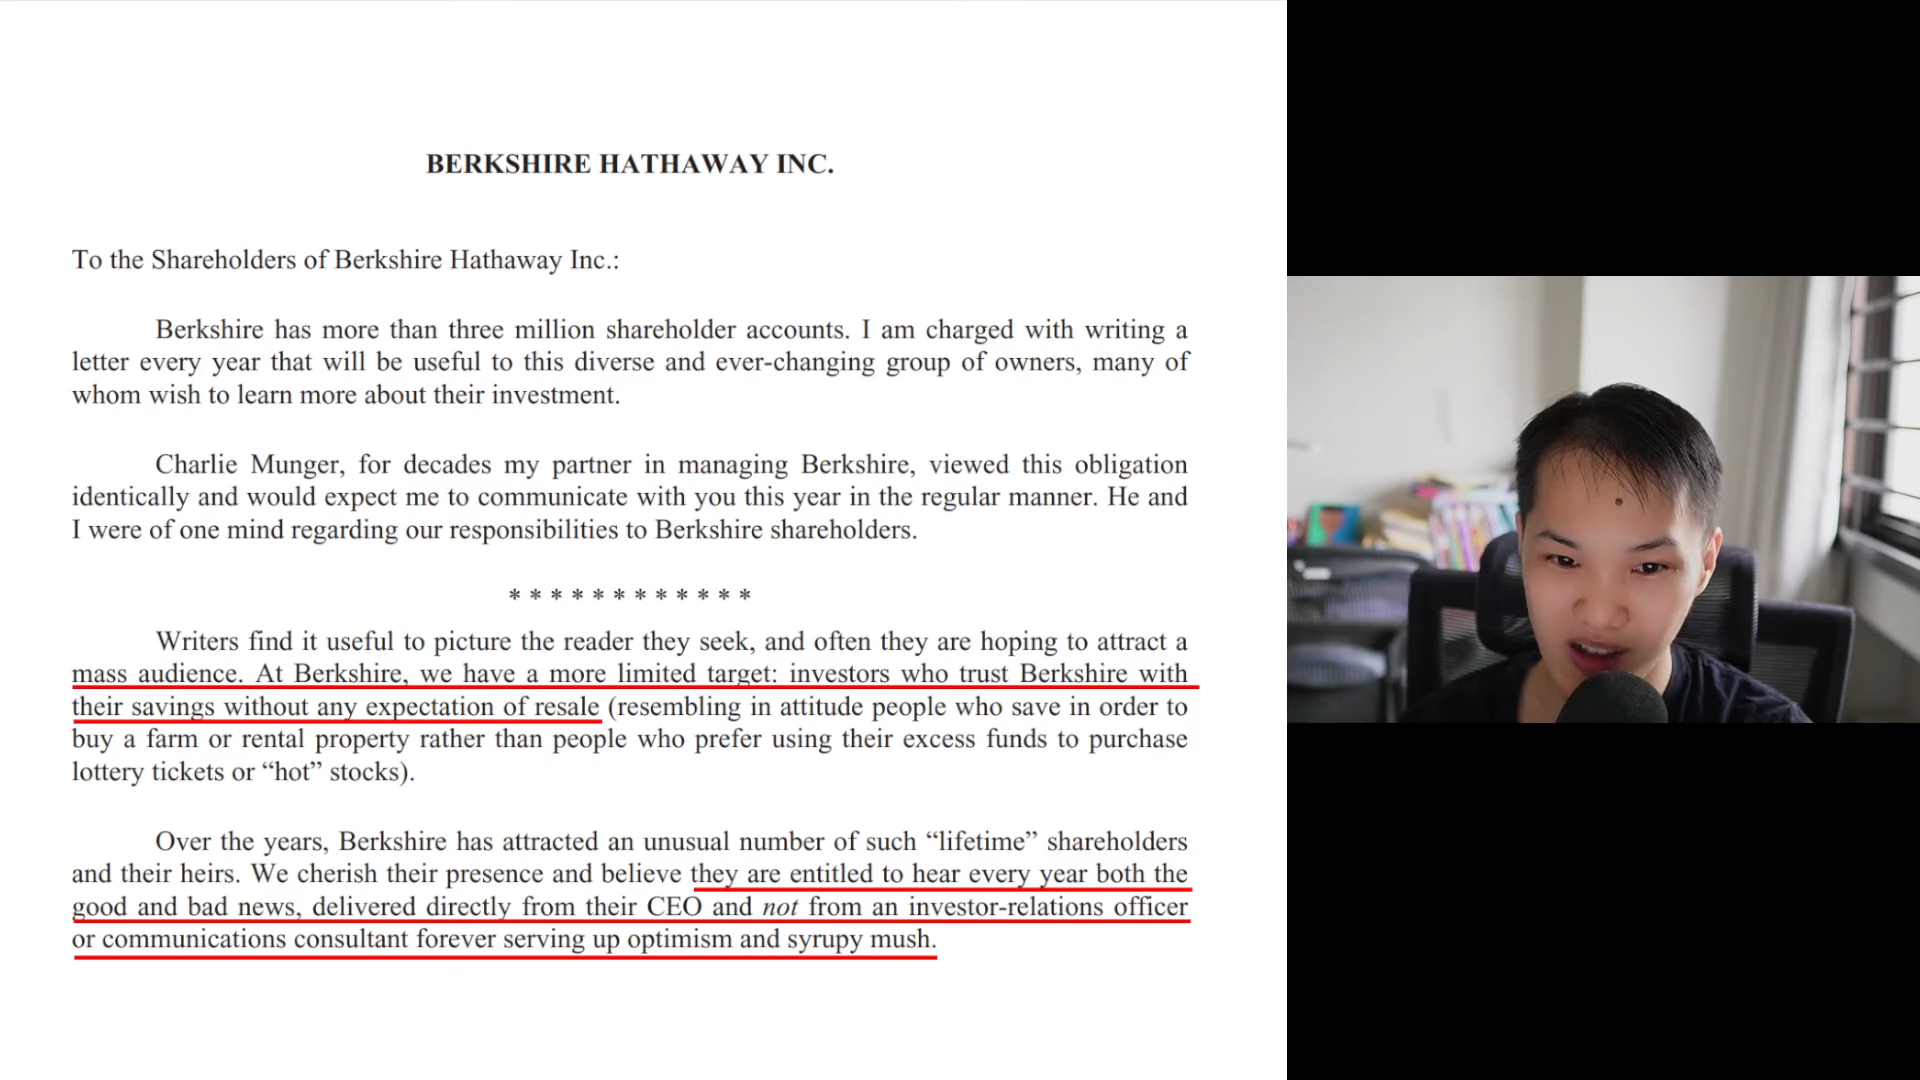 BERKSHIRE HATHAWAY INC.
To the Shareholders of Berkshire Hathaway Inc.:
Berkshire has more than three million shareholder accounts. I am charged with writing a
letter every year that will be useful to this diverse and ever-changing group of owners, many of
whom wish to learn more about their investment.
Charlie Munger, for decades my partner in managing Berkshire, viewed this obligation
identically and would expect me to communicate with you this year in the regular manner. He and
I were of one mind regarding our responsibilities to Berkshire shareholders.
* * * * * * * * * * * *
Writers find it useful to picture the reader they seek, and often they are hoping to attract a
mass audience. At Berkshire, we have a more limited target: investors who trust Berkshire with
their savings without any expectation of resale (resembling in attitude people who save in order to
buy a farm or rental property rather than people who prefer using their excess funds to purchase
lottery tickets or “hot” stocks).
Over the years, Berkshire has attracted an unusual number of such “lifetime” shareholders
and their heirs. We cherish their presence and believe they are entitled to hear every year both the
good and bad news, delivered directly from their CEO and not from an investor-relations officer
or communications consultant forever serving up optimism and syrupy mush.